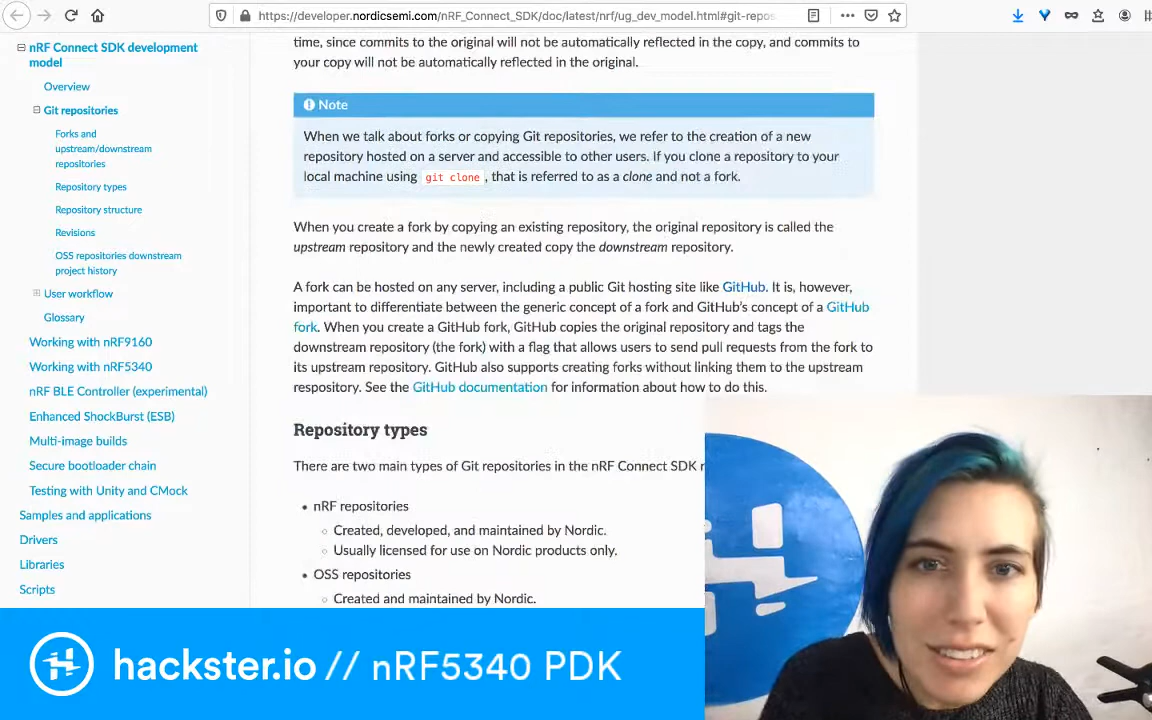 https://developer.nordicsemi.com/nRF_Connect_SDK/doc/latest/nrf/ug_dev_model.html#git-repos
nRF Connect SDK development
model
Overview
Git repositories
Forks and
upstream/downstream
repositories
Repository types
Repository structure
Revisions
OSS repositories downstream
project history
User workflow
Glossary
Working with nRF9160
Working with nRF5340
nRF BLE Controller (experimental)
Enhanced ShockBurst (ESB)
Multi-image builds
Secure bootloader chain
Testing with Unity and CMock
Samples and applications
Drivers
Libraries
Scripts
time, since commits to the original will not be automatically reflected in the copy, and commits to
your copy will not be automatically reflected in the original.
Note
When we talk about forks or copying Git repositories, we refer to the creation of a new
repository hosted on a server and accessible to other users. If you clone a repository to your
local machine using git clone , that is referred to as a clone and not a fork.
When you create a fork by copying an existing repository, the original repository is called the
upstream repository and the newly created copy the downstream repository.
A fork can be hosted on any server, including a public Git hosting site like GitHub. It is, however,
important to differentiate between the generic concept of a fork and GitHub's concept of a GitHub
fork. When you create a GitHub fork, GitHub copies the original repository and tags the
downstream repository (the fork) with a flag that allows users to send pull requests from the fork to
its upstream repository. GitHub also supports creating forks without linking them to the upstream
respository. See the GitHub documentation for information about how to do this.
Repository types
There are two main types of Git repositories in the nRF Connect SDK
nRF repositories
Created, developed, and maintained by Nordic.
Usually licensed for use on Nordic products only.
OSS repositories
Created and maintained by Nordic.
hackster.io // nRF5340 PDK